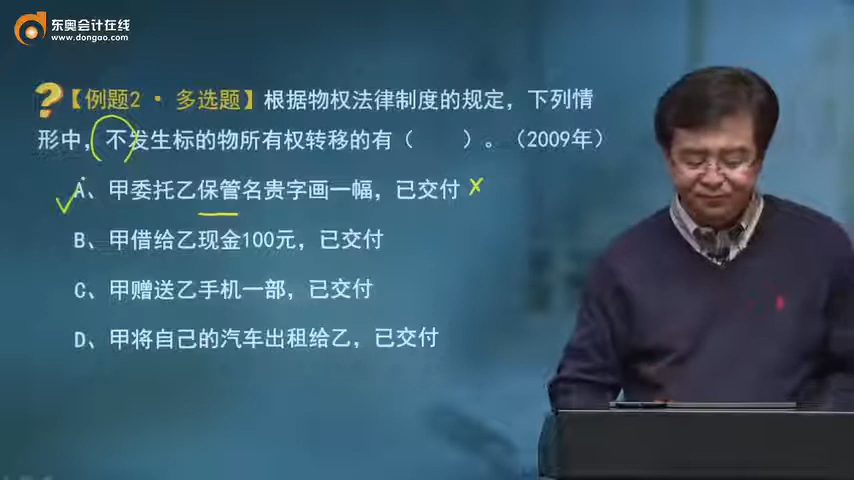 东奥会计在线
www.dongao.com
【例题2 · 多选题】根据物权法律制度的规定，下列情
形中，不发生标的物所有权转移的有（　　）。（2009年）
A、甲委托乙保管名贵字画一幅，已交付
B、甲借给乙现金100元，已交付
C、甲赠送乙手机一部，已交付
D、甲将自己的汽车出租给乙，已交付